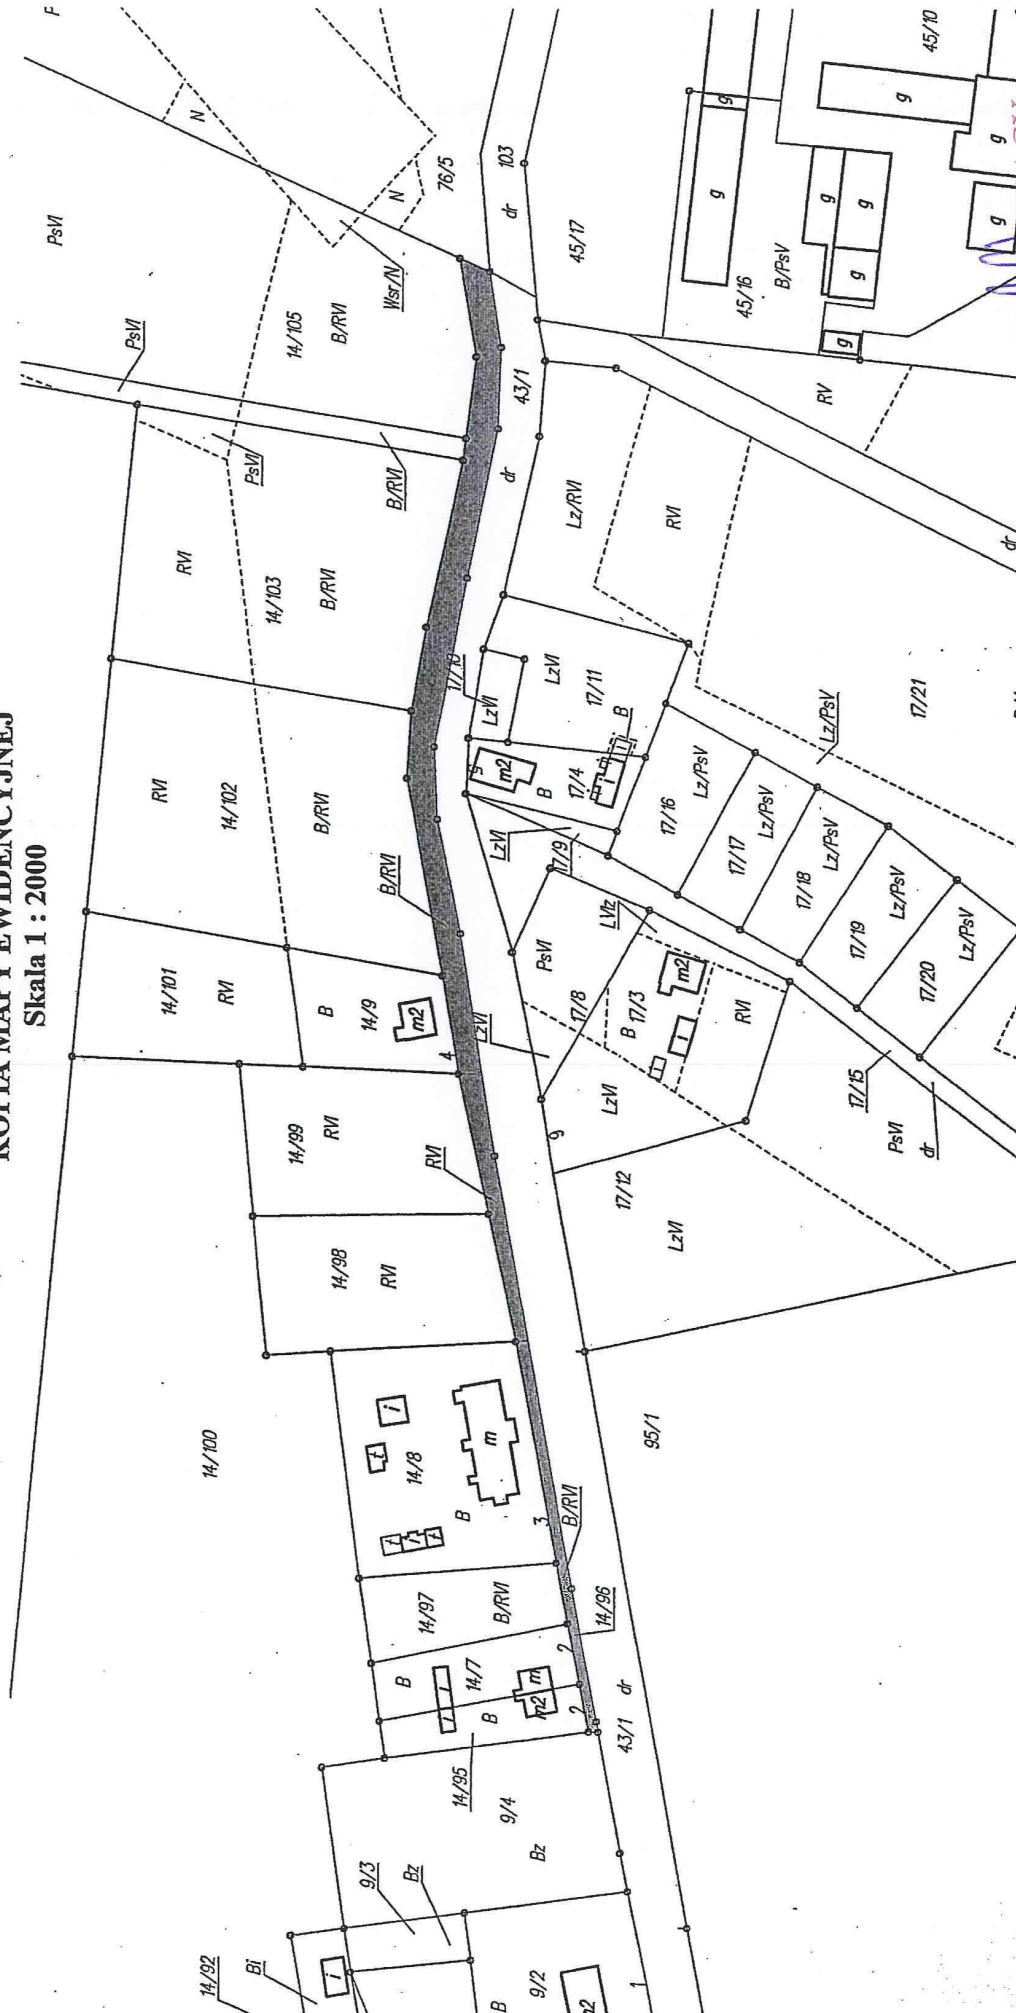 KOPIA MAPY EWIDENCYJNEJ
Skala 1 : 2000
PsVI
N
N
76/5
103
dr
45/17
45/10
g
g
g
g
g
g
g
g
g
45/16
B/PsV
PsVI
14/105
B/RVI
Wsr/N
PsVI
B/RVI
43/1
dr
RV
RVI
14/103
B/RVI
Lz/RVI
RVI
dr
17/10
LzVI
LzVI
17/11
B
i
17/21
Lz/PsV
RVI
14/102
B/RVI
B/RVI
m2
B
17/4
i
LzVI
17/9
17/16
Lz/PsV
17/17
Lz/PsV
17/18
Lz/PsV
17/19
Lz/PsV
17/20
Lz/PsV
14/101
RVI
B
14/9
m2
4
LzVI
PsVI
17/8
LVIz
m2
B
17/3
i
i
RVI
LzVI
17/15
PsVI
dr
14/99
RVI
RVI
9
17/12
LzVI
14/98
RVI
14/100
i
t
14/8
m
B
t
i
t
3
B/RVI
95/1
14/97
B/RVI
14/96
2
B
14/7
m
i
B
m2
2
dr
43/1
14/95
9/4
Bz
9/3
Bz
14/92
Bi
i
B
9/2
m2
1